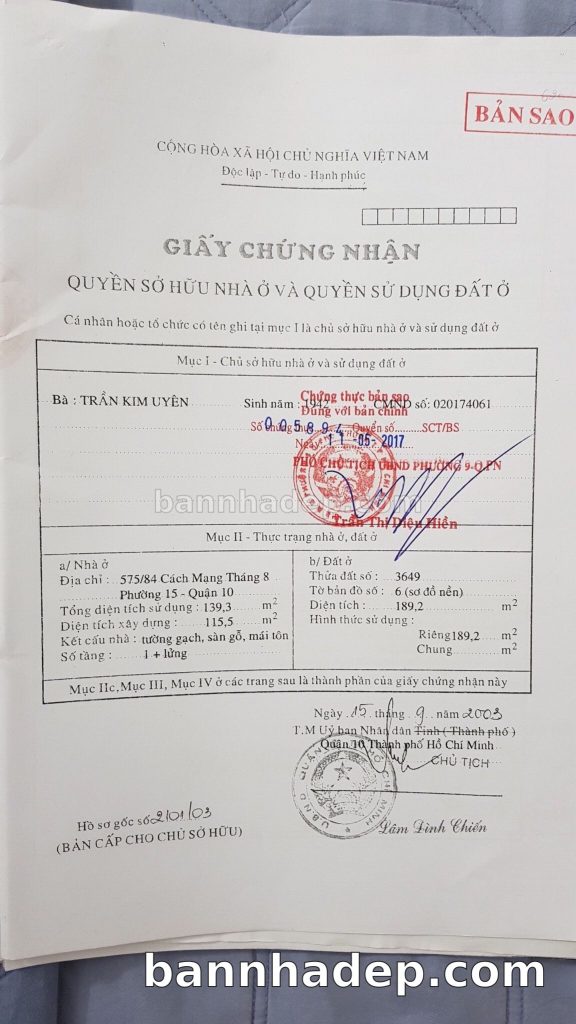 BẢN SAO
CỘNG HÒA XÃ HỘI CHỦ NGHĨA VIỆT NAM
Độc lập - Tự do - Hạnh phúc
GIẤY CHỨNG NHẬN
QUYỀN SỞ HỮU NHÀ Ở VÀ QUYỀN SỬ DỤNG ĐẤT Ở
Cá nhân hoặc tổ chức có tên ghi tại mục I là chủ sở hữu nhà ở và sử dụng đất ở
Mục I - Chủ sở hữu nhà ở và sử dụng đất ở
Bà : TRẦN KIM UYÊN Sinh năm : 1942 CMND số: 020174061
Chứng thực bản sao
Đúng với bản chính
Số chứng thực 005894 Quyển số SCT/BS
Ngày 11 -05- 2017
PHÓ CHỦ TỊCH UBND PHƯỜNG 9-Q.PN
bannhadep.com
Trần Thị Diệu Hiền
Mục II - Thực trạng nhà ở, đất ở
a/ Nhà ở
Địa chỉ : 575/84 Cách Mạng Tháng 8
Phường 15 - Quận 10
Tổng diện tích sử dụng : 139,3 m2
Diện tích xây dựng : 115,5 m2
Kết cấu nhà : tường gạch, sàn gỗ, mái tôn
Số tầng : 1 + lửng
b/ Đất ở
Thửa đất số : 3649
Tờ bản đồ số : 6 (sơ đồ nền)
Diện tích : 189,2 m2
Hình thức sử dụng :
Riêng 189,2 m2
Chung m2
Mục IIc, Mục III, Mục IV ở các trang sau là thành phần của giấy chứng nhận này
Ngày 15 tháng 9 năm 2003
T.M Uỷ ban Nhân dân Tỉnh ( Thành phố )
Quận 10 Thành phố Hồ Chí Minh
CHỦ TỊCH
Lâm Đình Chiến
Hồ sơ gốc số 2/01/03
(BẢN CẤP CHO CHỦ SỞ HỮU)
bannhadep.com